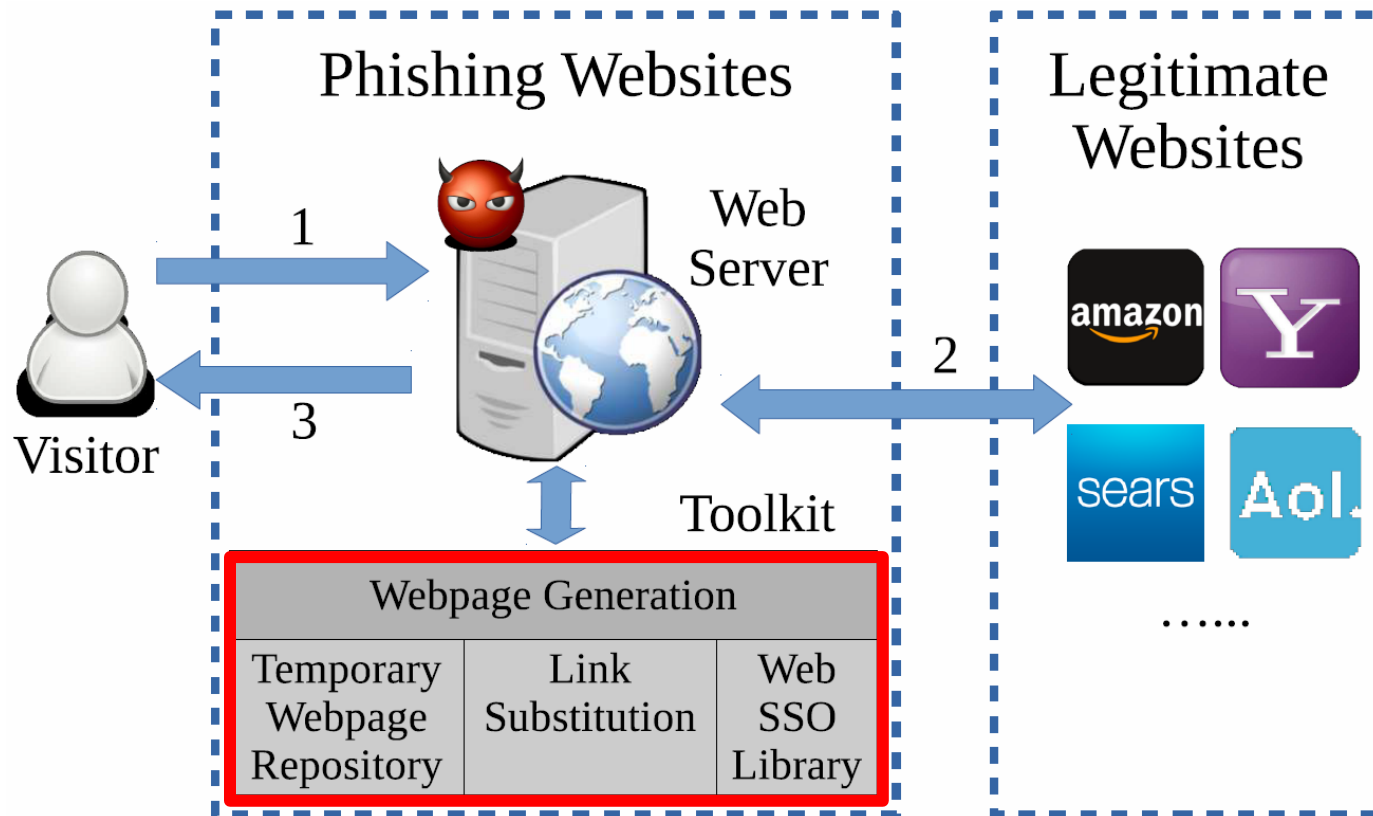 Phishing Websites
Legitimate
Websites
1
Web
Server
amazon
Y
2
3
Visitor
sears
Aol.
Toolkit
Webpage Generation
…...
Temporary
Webpage
Repository
Link
Substitution
Web
SSO
Library